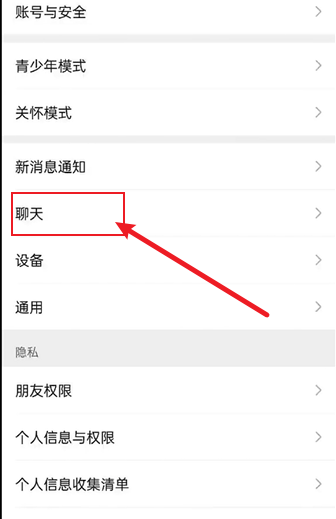 账号与安全
青少年模式
关怀模式
新消息通知
聊天
设备
通用
隐私
朋友权限
个人信息与权限
个人信息收集清单